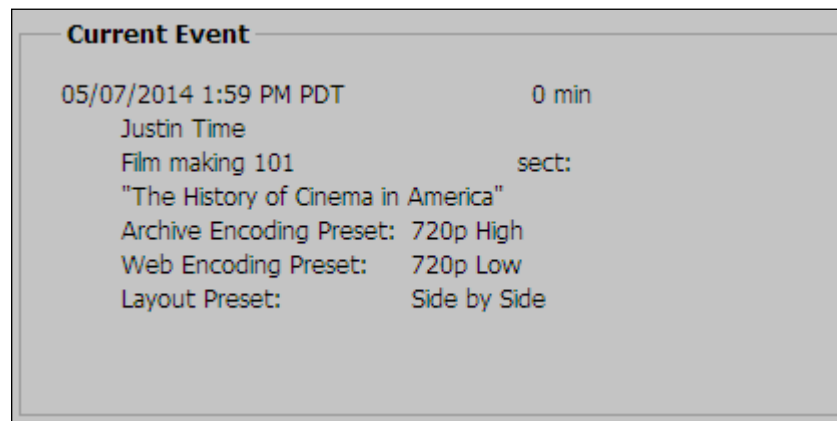 Current Event
05/07/2014 1:59 PM PDT 0 min
Justin Time
Film making 101 sect:
"The History of Cinema in America"
Archive Encoding Preset: 720p High
Web Encoding Preset: 720p Low
Layout Preset: Side by Side